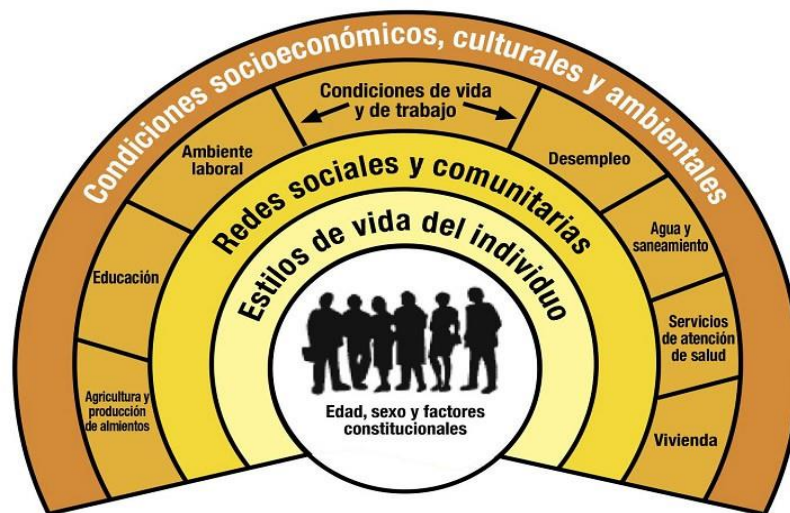 Condiciones socioeconómicos, culturales y ambientales
Condiciones de vida
y de trabajo
Ambiente
laboral
Desempleo
Educación
Agua y
saneamiento
Agricultura y
producción
de almientos
Servicios
de atención
de salud
Vivienda
Redes sociales y comunitarias
Estilos de vida del individuo
Edad, sexo y factores
constitucionales